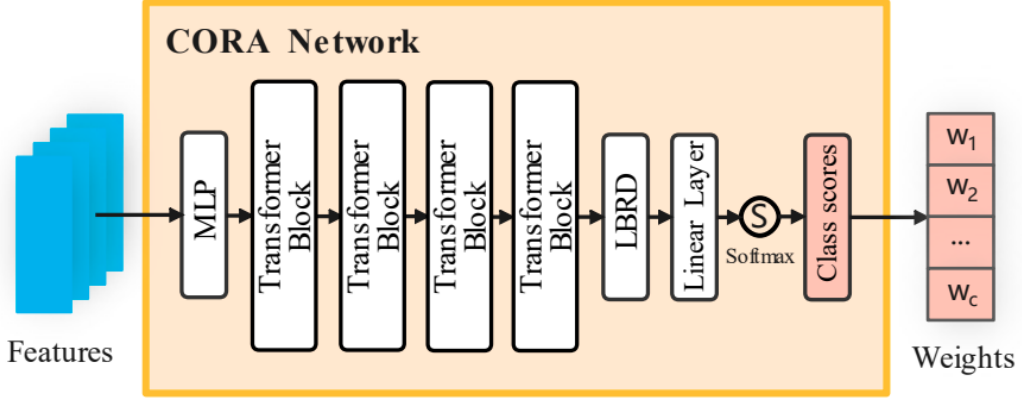 CORA Network
Features
MLP
Transformer
Block
Transformer
Block
Transformer
Block
Transformer
Block
LBRD
Linear Layer
S
Softmax
Class scores
w1
w2
...
wc
Weights